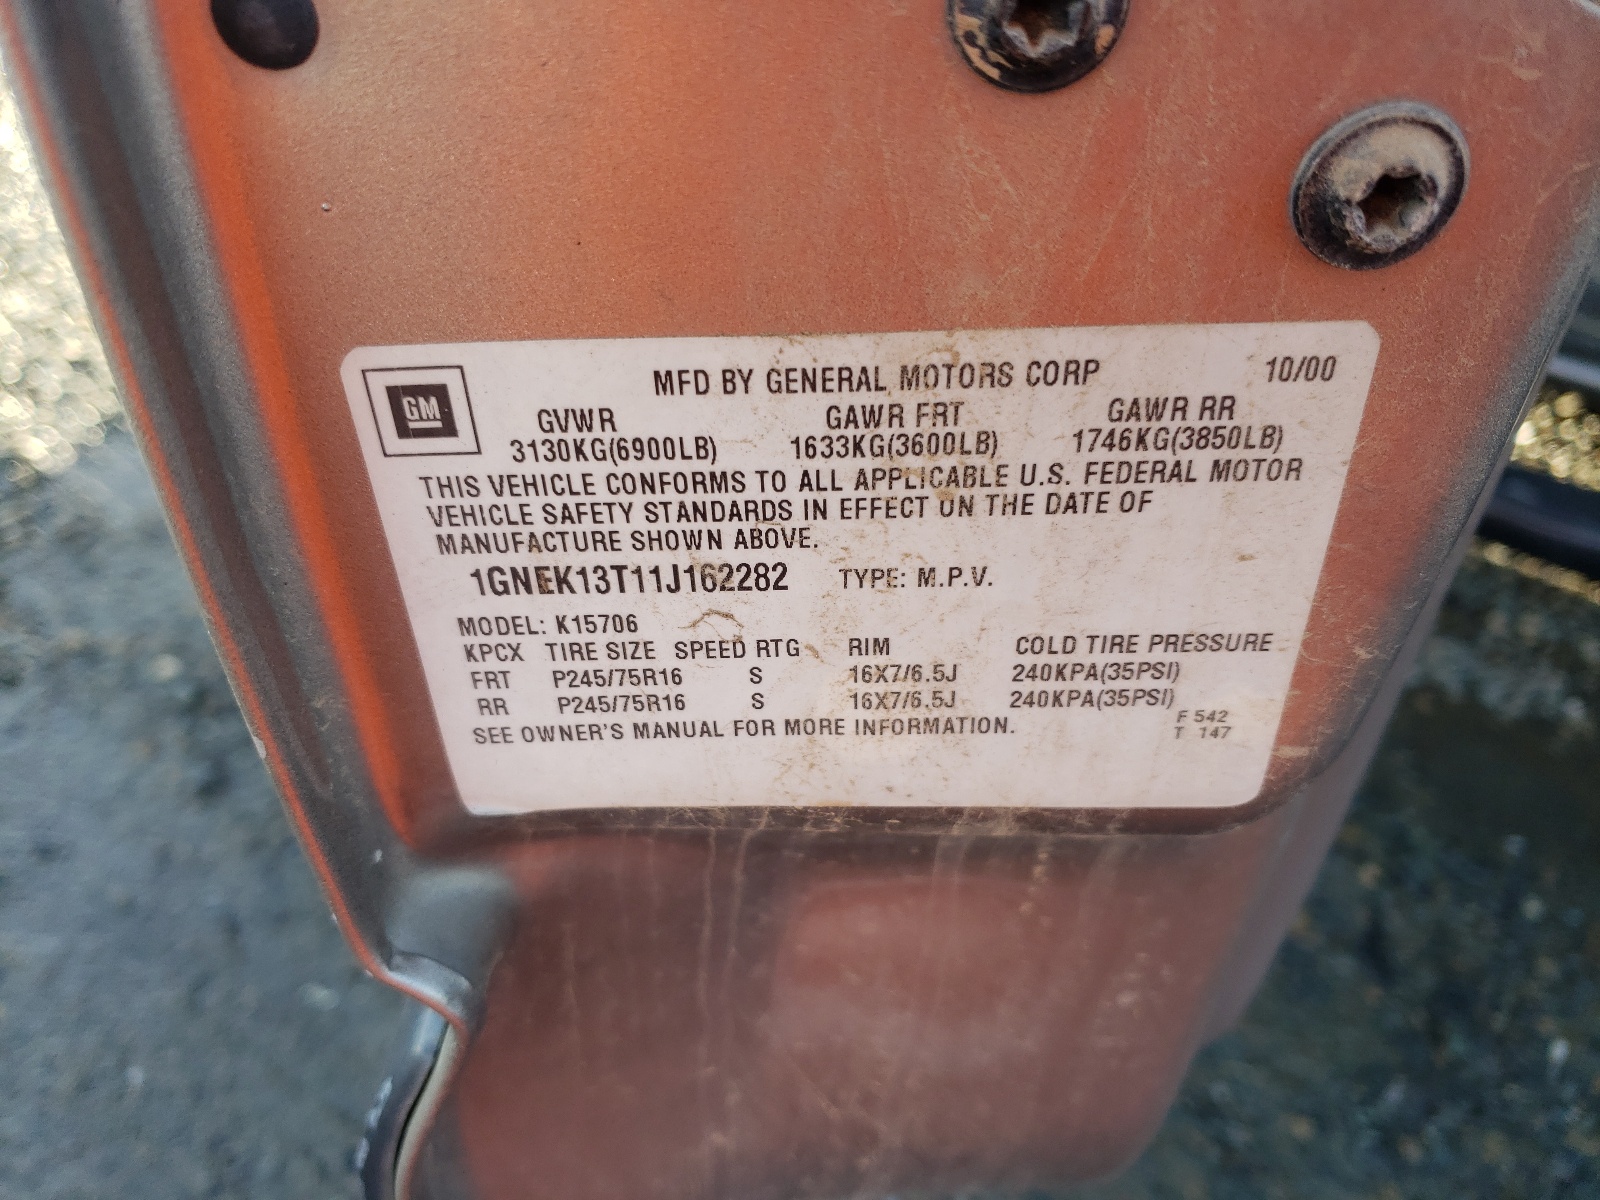 MFD BY GENERAL MOTORS CORP 10/00
GM
GVWR GAWR FRT GAWR RR
3130KG(6900LB) 1633KG(3600LB) 1746KG(3850LB)
THIS VEHICLE CONFORMS TO ALL APPLICABLE U.S. FEDERAL MOTOR
VEHICLE SAFETY STANDARDS IN EFFECT ON THE DATE OF
MANUFACTURE SHOWN ABOVE.
1GNEK13T11J162282 TYPE: M.P.V.
MODEL: K15706
KPCX TIRE SIZE SPEED RTG RIM COLD TIRE PRESSURE
FRT P245/75R16 S 16X7/6.5J 240KPA(35PSI)
RR P245/75R16 S 16X7/6.5J 240KPA(35PSI)
SEE OWNER'S MANUAL FOR MORE INFORMATION.
F 542
T 147